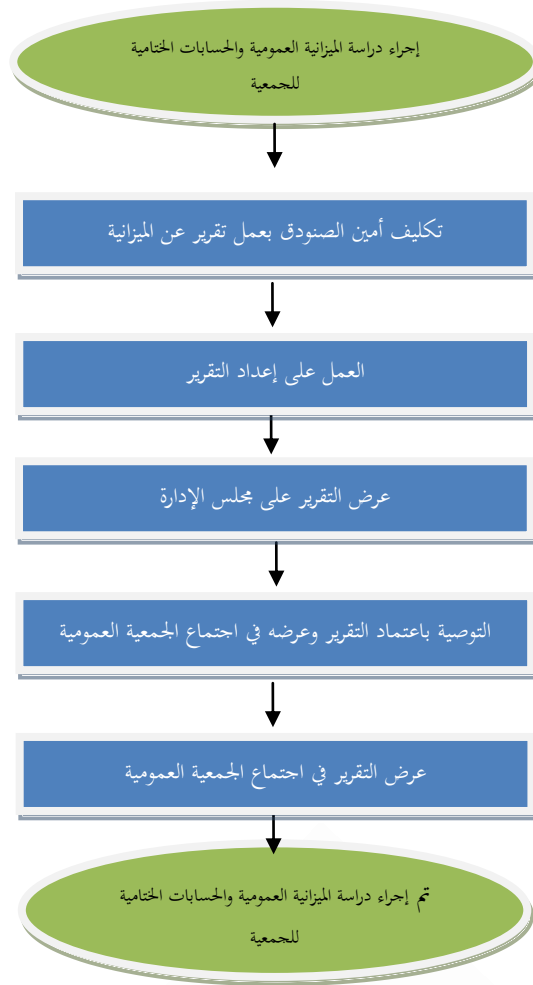 إجراء دراسة الميزانية العمومية والحسابات الختامية
للجمعية
تكليف أمين الصنودق بعمل تقرير عن الميزانية
العمل على إعداد التقرير
عرض التقرير على مجلس الإدارة
التوصية باعتماد التقرير وعرضه في اجتماع الجمعية العمومية
عرض التقرير في اجتماع الجمعية العمومية
تم إجراء دراسة الميزانية العمومية والحسابات الختامية
للجمعية